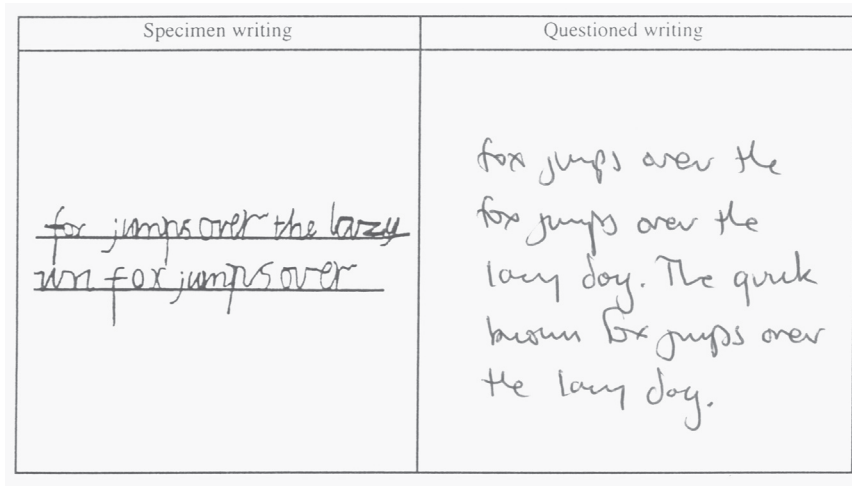 Specimen writing
Questioned writing
for jumps over the lazy
wn fox jumps over
fox jumps over the
fox jumps over the
lazy dog. The quick
brown fox jumps over
the lazy dog.